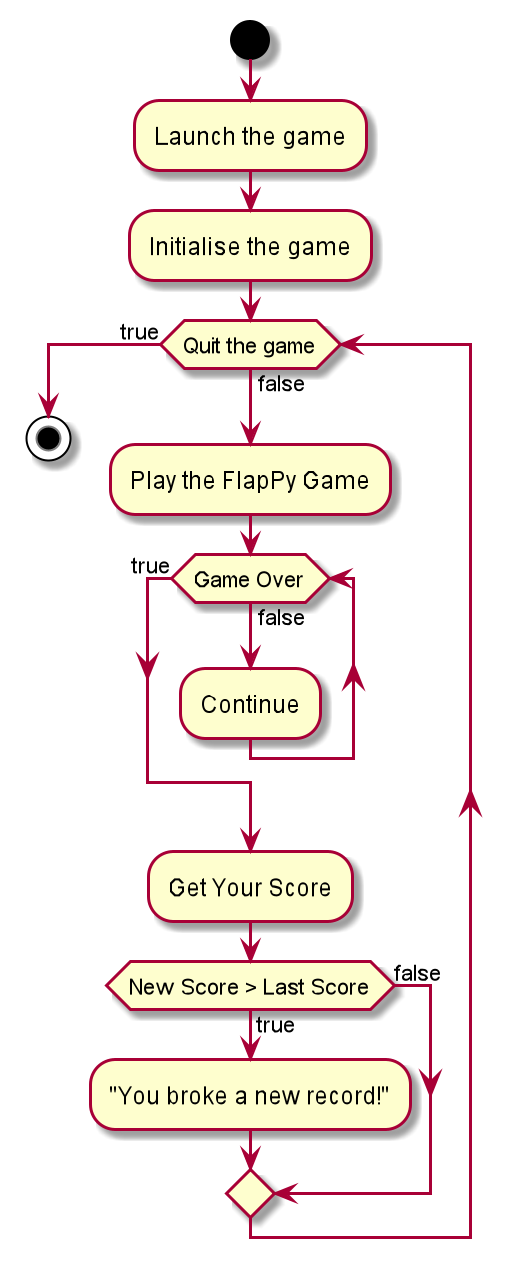 Launch the game
Initialise the game
true
Quit the game
false
Play the FlapPy Game
true
Game Over
false
Continue
Get Your Score
New Score > Last Score
false
true
"You broke a new record!"